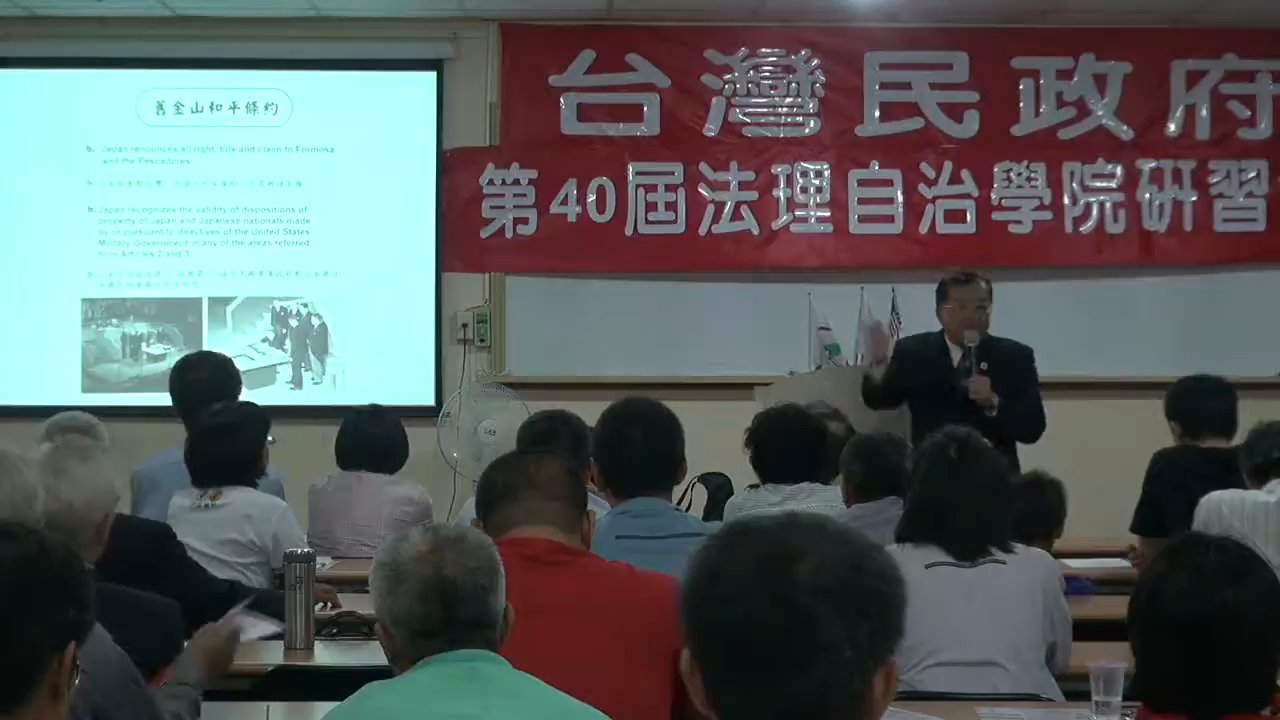 台灣民政府
第40屆法理自治學院研習
舊金山和平條約
b. Japan renounces all right, title and claim to Formosa
and the Pescadores.
b. Japan recognizes the validity of dispositions of
property of Japan and Japanese nationals made
by or pursuant to directives of the United States
Military Government in any of the areas referred
to in Articles 2 and 3.